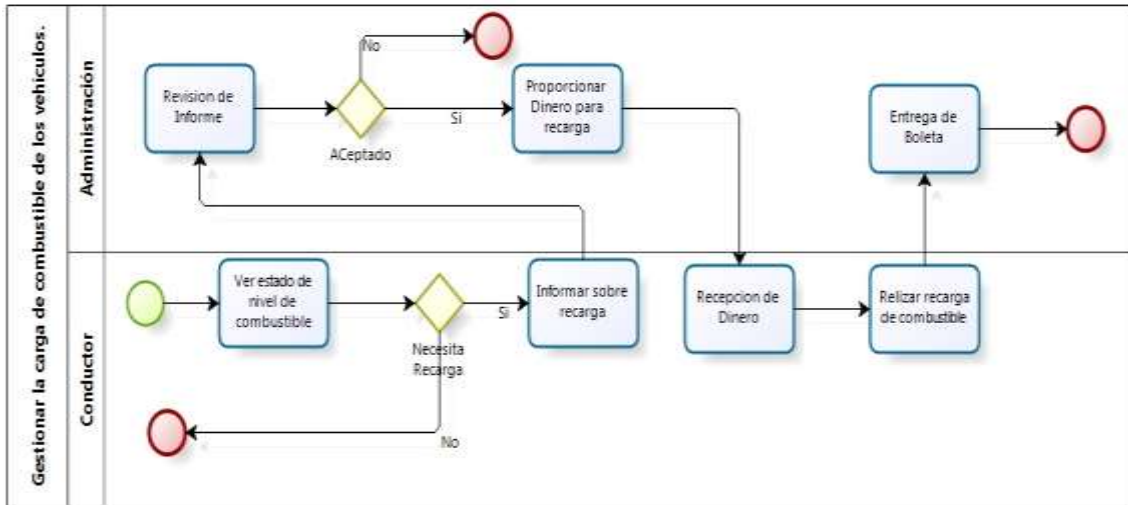 Gestionar la carga de combustible de los vehiculos.
Administración
No
Revision de
Informe
Si
ACeptado
Proporcionar
Dinero para
recarga
Entrega de
Boleta
Conductor
Ver estado de
nivel de
combustible
Si
Necesita
Recarga
No
Informar sobre
recarga
Recepcion de
Dinero
Relizar recarga
de combustible